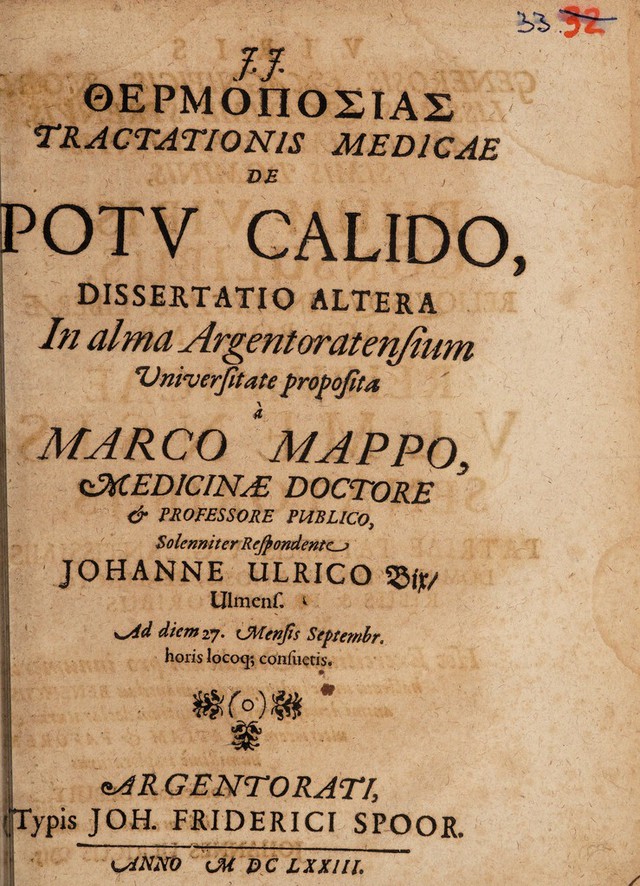 33. 32
J. J.
ΘΕΡΜΟΠΟΣΙΑΣ
TRACTATIONIS MEDICAE
DE
POTV CALIDO,
DISSERTATIO ALTERA
In alma Argentoratenſium
Univerſitate propoſita
à
MARCO MAPPO,
MEDICINÆ DOCTORE
& PROFESSORE PUBLICO,
Solenniter Reſpondente
JOHANNE ULRICO Bix/
Ulmenſ.
Ad diem 27. Menſis Septembr.
horis locoq; conſuetis.
(o)
ARGENTORATI,
Typis JOH. FRIDERICI SPOOR.
ANNO M DC LXXIII.